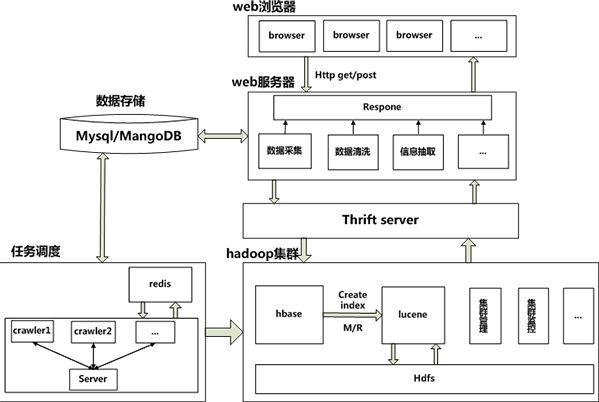 web浏览器
browser
browser
browser
...
Http get/post
web服务器
Respone
数据采集
数据清洗
信息抽取
...
数据存储
Mysql/MangoDB
Thrift server
任务调度
redis
crawler1
crawler2
...
Server
hadoop集群
hbase
Create
index
M/R
lucene
集群管理
集群监控
...
Hdfs